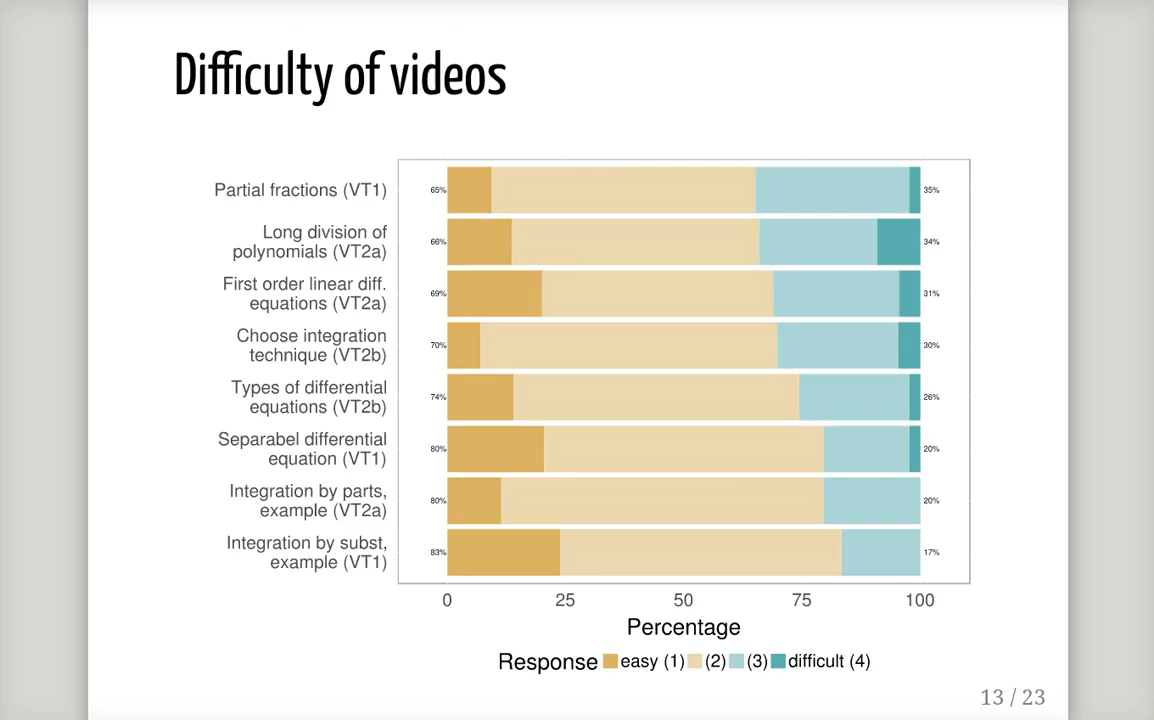 Difficulty of videos
Partial fractions (VT1)
65%
35%
Long division of
polynomials (VT2a)
66%
34%
First order linear diff.
equations (VT2a)
69%
31%
Choose integration
technique (VT2b)
70%
30%
Types of differential
equations (VT2b)
74%
26%
Separabel differential
equation (VT1)
80%
20%
Integration by parts,
example (VT2a)
80%
20%
Integration by subst,
example (VT1)
83%
17%
0 25 50 75 100
Percentage
Response easy (1) (2) (3) difficult (4)
13 / 23